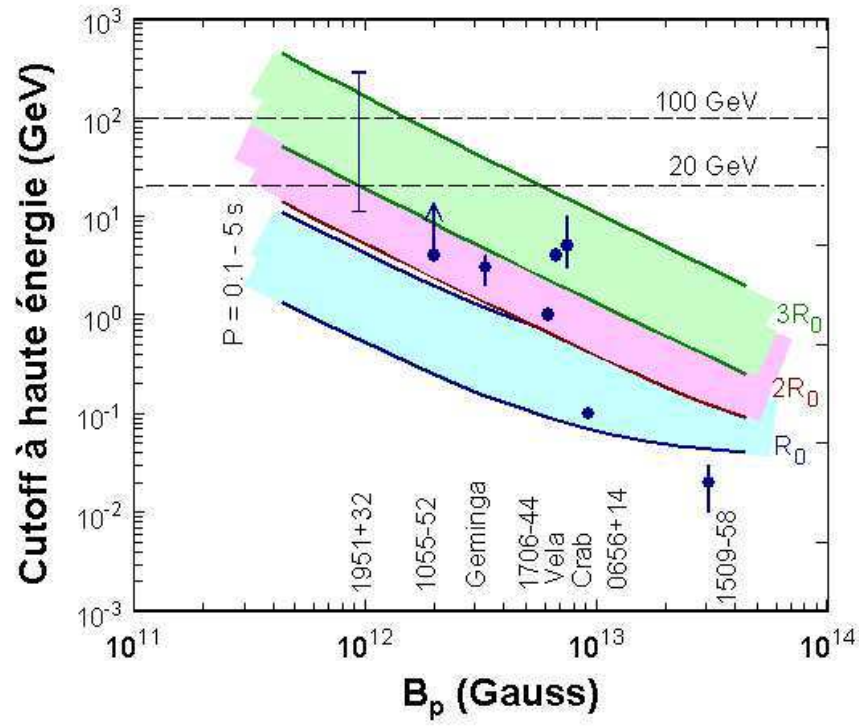 Cutoff à haute énergie (GeV)
10³
10²
10¹
10⁰
10⁻¹
10⁻²
10⁻³
100 GeV
20 GeV
P = 0.1 - 5 s
3R₀
2R₀
R₀
1951+32
1055-52
Geminga
1706-44
Vela
Crab
0656+14
1509-58
10¹¹
10¹²
10¹³
10¹⁴
Bₚ (Gauss)